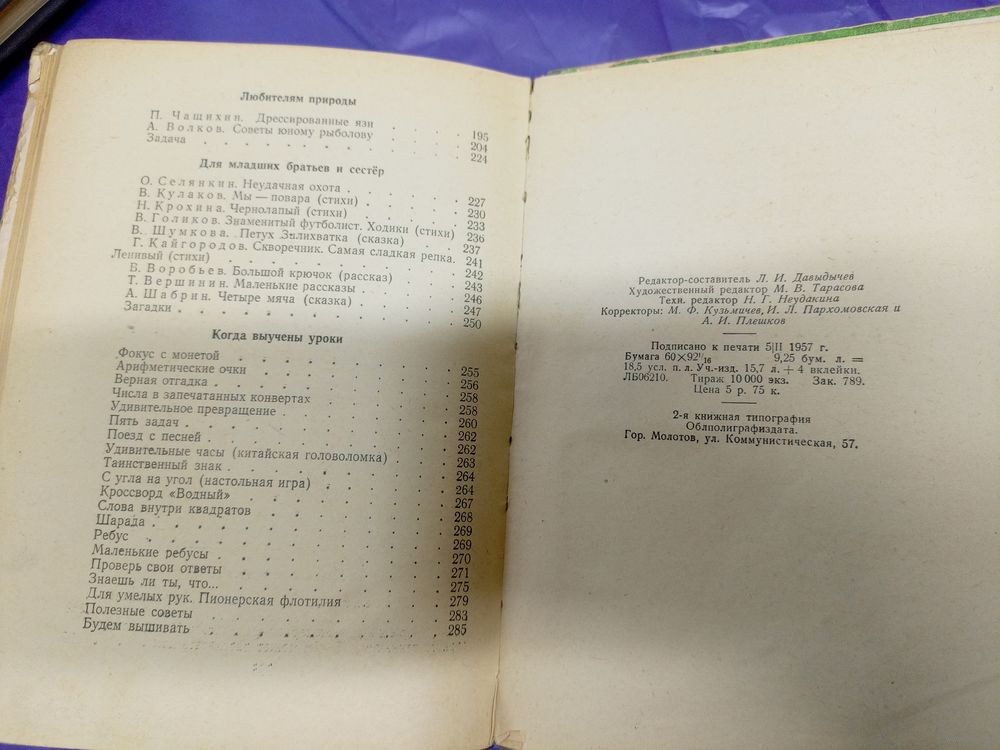 Любителям природы
П. Чащихин. Дрессированные язи . . . . 195
А. Волков. Советы юному рыболову . . . . 204
Задача . . . . . . . . 224
Для младших братьев и сестёр
О. Селянкин. Неудачная охота . . . . 227
В. Кулаков. Мы — повара (стихи) . . . . 230
Н. Крохина. Чернолапый (стихи) . . . . 233
В. Голиков. Знаменитый футболист. Ходики (стихи) 236
В. Шумкова. Петух Залихватка (сказка) . . 237
Г. Кайгородов. Скворечник. Самая сладкая репка.
Ленивый (стихи) . . . . . . . 241
Б. Воробьев. Большой крючок (рассказ) . . . 242
Т. Вершинин. Маленькие рассказы . . . . 243
А. Шабрин. Четыре мяча (сказка) . . . . 246
Загадки . . . . . . . . 247
250
Когда выучены уроки
Фокус с монетой . . . . . . . 255
Арифметические очки . . . . . . 256
Верная отгадка . . . . . . . 258
Числа в запечатанных конвертах . . . . 258
Удивительное превращение . . . . . 260
Пять задач . . . . . . . . 262
Поезд с песней . . . . . . . 262
Удивительные часы (китайская головоломка) . . 263
Таинственный знак . . . . . . . 264
С угла на угол (настольная игра) . . . . 264
Кроссворд «Водный» . . . . . . 267
Слова внутри квадратов . . . . . . 268
Шарада . . . . . . . . . 269
Ребус . . . . . . . . . 269
Маленькие ребусы . . . . . . . 270
Проверь свои ответы . . . . . . 271
Знаешь ли ты, что... . . . . . . 275
Для умелых рук. Пионерская флотилия . . . 279
Полезные советы . . . . . . . 283
Будем вышивать . . . . . . . 285
Редактор-составитель Л. И. Давыдычев
Художественный редактор М. В. Тарасова
Техн. редактор Н. Г. Неудакина
Корректоры: М. Ф. Кузьмичев, И. Л. Пархомовская и
А. И. Плешков
Подписано к печати 5|II 1957 г.
Бумага 60×92¹/₁₆ 9,25 бум. л. =
18,5 усл. п. л. Уч.-изд. 15,7 л. + 4 вклейки.
ЛБ06210. Тираж 10 000 экз. Зак. 789.
Цена 5 р. 75 к.
2-я книжная типография
Облполиграфиздата.
Гор. Молотов, ул. Коммунистическая, 57.